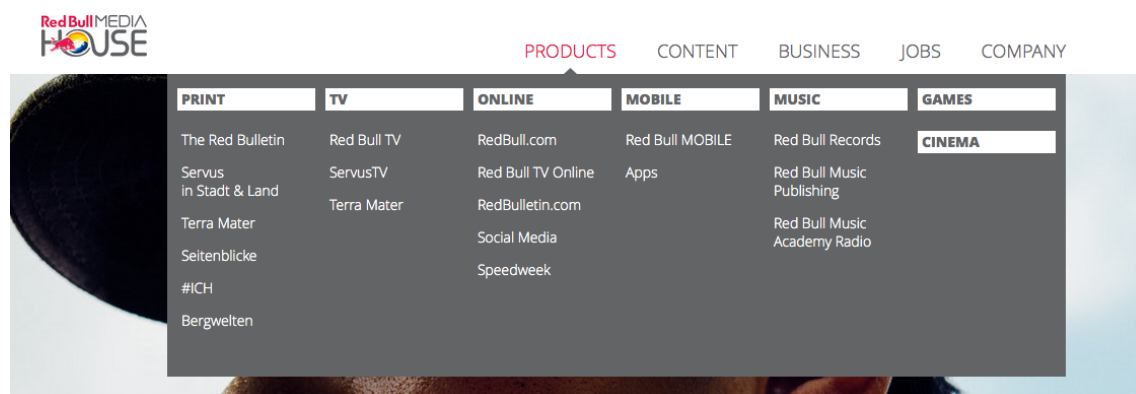 Red Bull MEDIA
HOUSE
PRODUCTS CONTENT BUSINESS JOBS COMPANY
PRINT
The Red Bulletin
Servus
in Stadt & Land
Terra Mater
Seitenblicke
#ICH
Bergwelten
TV
Red Bull TV
ServusTV
Terra Mater
ONLINE
RedBull.com
Red Bull TV Online
RedBulletin.com
Social Media
Speedweek
MOBILE
Red Bull MOBILE
Apps
MUSIC
Red Bull Records
Red Bull Music
Publishing
Red Bull Music
Academy Radio
GAMES
CINEMA